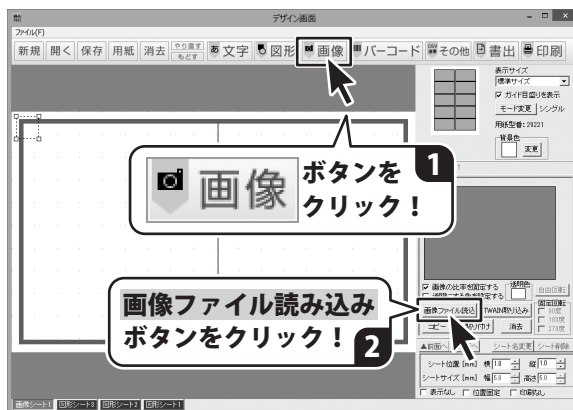 デザイン画面
ファイル(F)
新規 開く 保存 用紙 消去 やり直す もどす 文字 図形 画像 バーコード その他 書出 印刷
表示サイズ
標準サイズ
ガイド目盛りを表示
モード変更 シングル
用紙型番: 29221
背景色
変更
画像
ボタンを
クリック!
1
画像の比率を固定する
透明色
自由回転
画像ファイル読込
TWAIN取り込み
固定回転
90度
180度
270度
コピー
消去
画像ファイル読み込み
ボタンをクリック!
2
▲前面へ
シート名変更 シート削除
シート位置 [mm] 横 1.0 縦 1.0
シートサイズ [mm] 幅 5.0 高さ 5.0
表示なし 位置固定 印刷なし
画像シート1 図形シート3 図形シート2 図形シート1